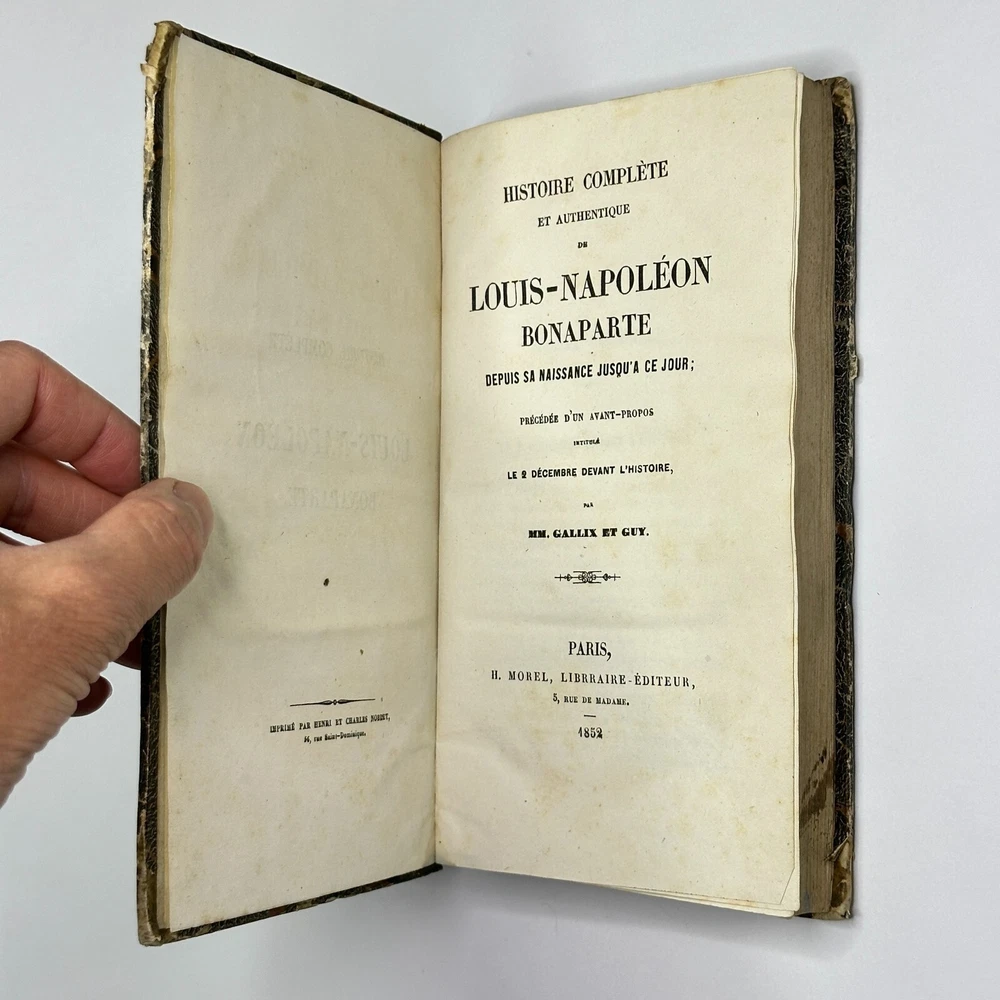 IMPRIMÉ PAR HENRI ET CHARLES NOBLET,
rue Saint-Dominique.
HISTOIRE COMPLÈTE
ET AUTHENTIQUE
DE
LOUIS-NAPOLÉON
BONAPARTE
DEPUIS SA NAISSANCE JUSQU'A CE JOUR;
PRÉCÉDÉE D'UN AVANT-PROPOS
INTITULÉ
LE 2 DÉCEMBRE DEVANT L'HISTOIRE,
PAR
MM. GALLIX ET GUY.
PARIS,
H. MOREL, LIBRRAIRE-ÉDITEUR,
5, RUE DE MADAME.
1852